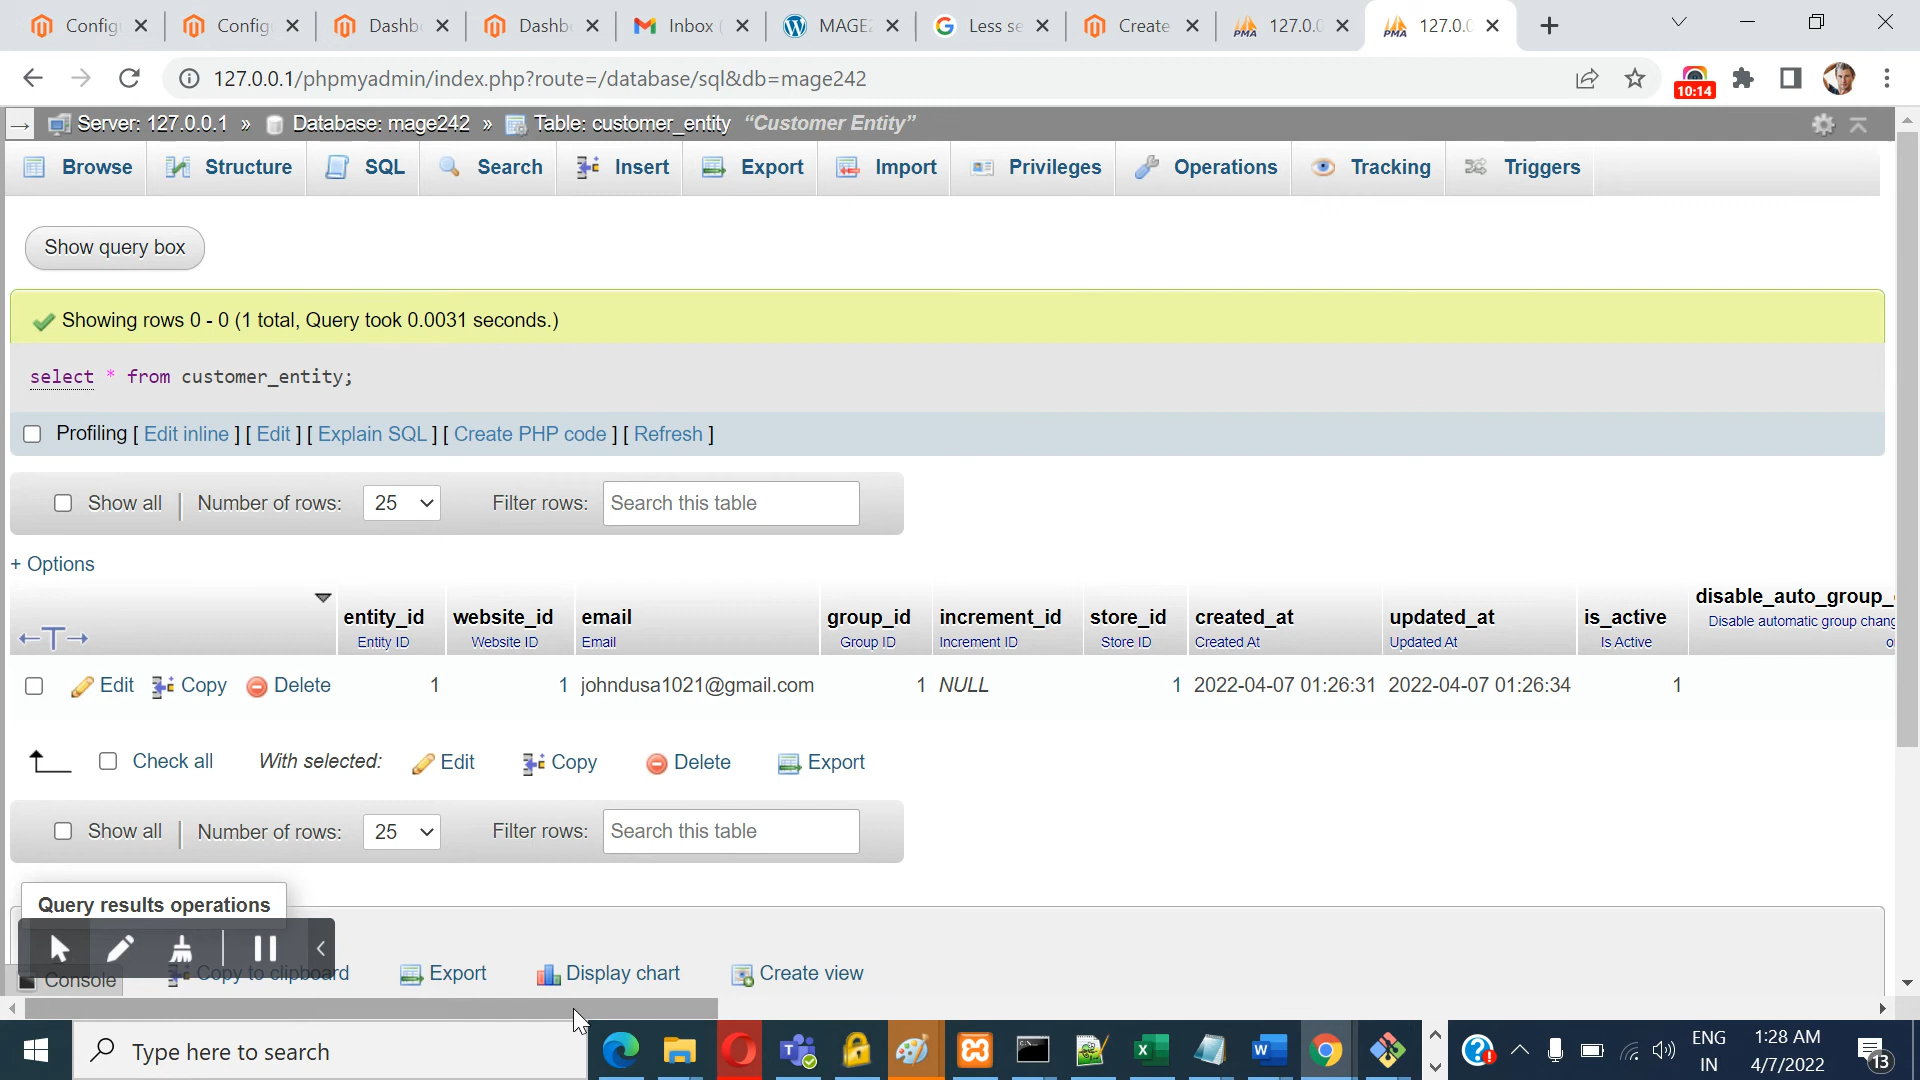 Config
Config
Dashb
Dashb
Inbox
MAGE2
Less se
Create
PMA
127.0.0
PMA
127.0.0
127.0.0.1/phpmyadmin/index.php?route=/database/sql&db=mage242
10:14
Server: 127.0.0.1 » Database: mage242 » Table: customer_entity "Customer Entity"
Browse Structure SQL Search Insert Export Import Privileges Operations Tracking Triggers
Show query box
Showing rows 0 - 0 (1 total, Query took 0.0031 seconds.)
select * from customer_entity;
Profiling [ Edit inline ] [ Edit ] [ Explain SQL ] [ Create PHP code ] [ Refresh ]
Show all | Number of rows: 25 Filter rows: Search this table
+ Options
entity_id website_id email group_id increment_id store_id created_at updated_at is_active disable_auto_group_
Entity ID Website ID Email Group ID Increment ID Store ID Created At Updated At Is Active Disable automatic group chang
Edit Copy Delete 1 1 johndusa1021@gmail.com 1 NULL 1 2022-04-07 01:26:31 2022-04-07 01:26:34 1
Check all With selected: Edit Copy Delete Export
Show all | Number of rows: 25 Filter rows: Search this table
Query results operations
Console
Copy to clipboard Export Display chart Create view
Type here to search
ENG
IN
1:28 AM
4/7/2022
13